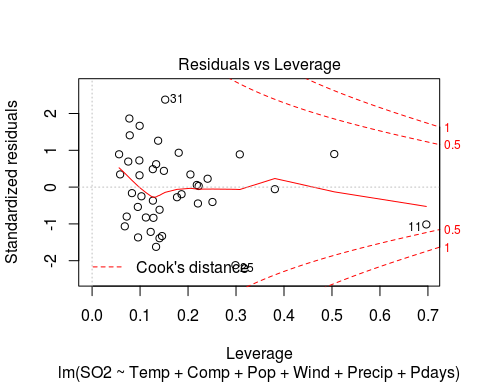 Residuals vs Leverage
Standardized residuals
2
1
0
-1
-2
31
11
25
1
0.5
0.5
1
Cook's distance
0.0 0.1 0.2 0.3 0.4 0.5 0.6 0.7
Leverage
lm(SO2 ~ Temp + Comp + Pop + Wind + Precip + Pdays)